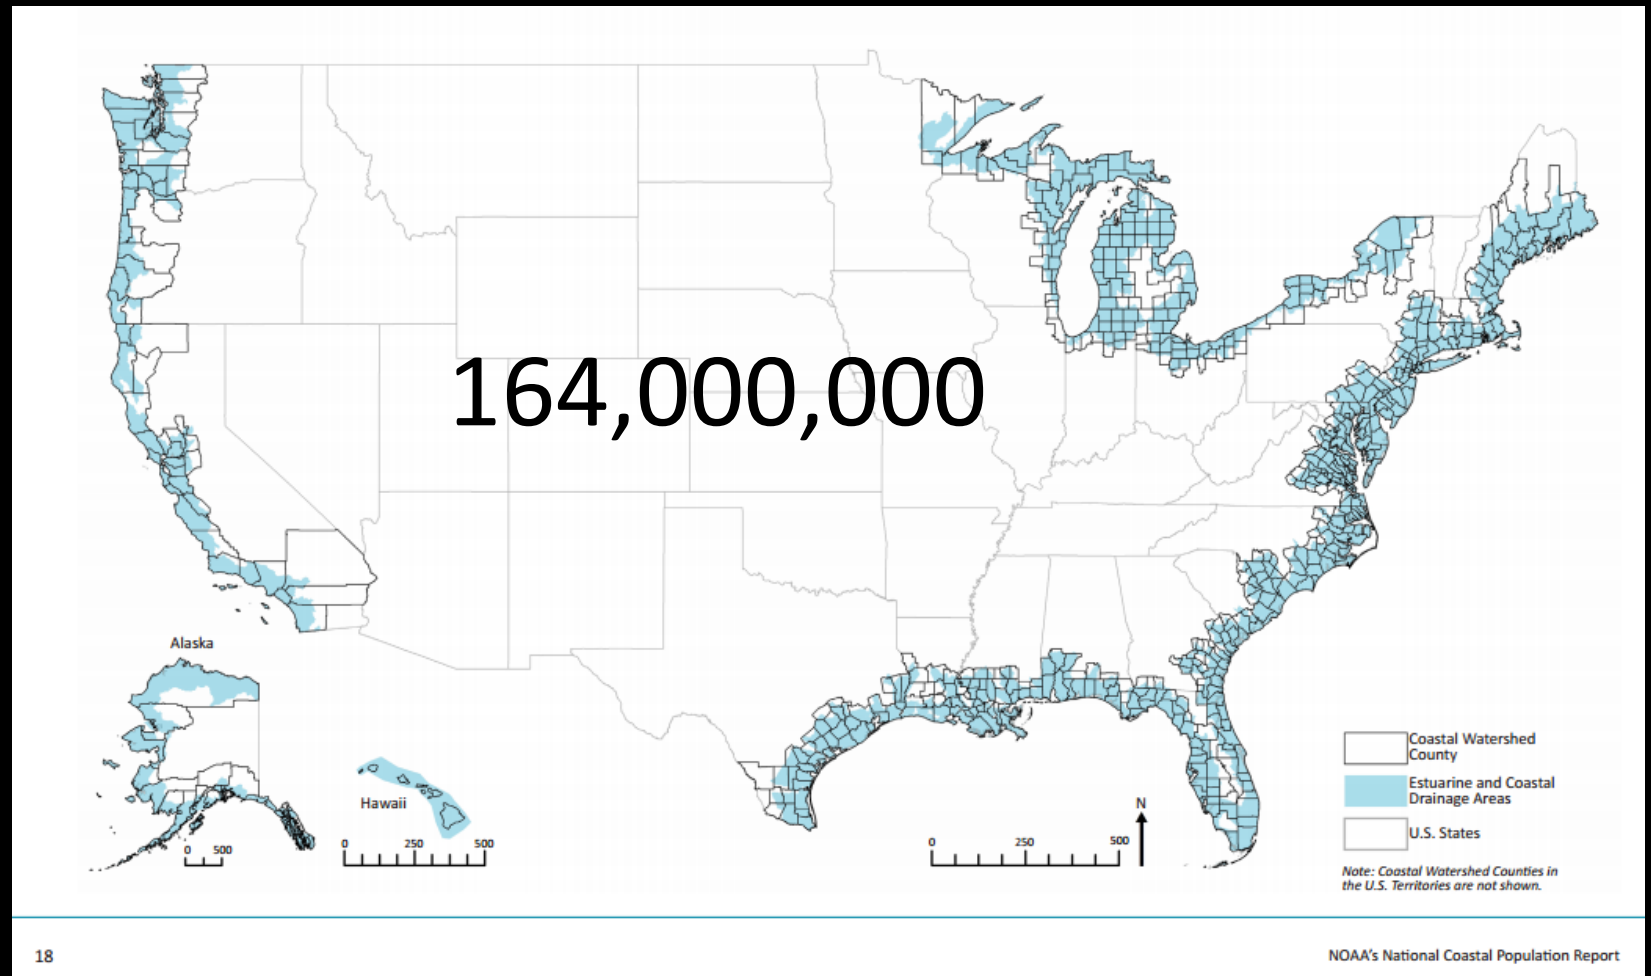 164,000,000
Alaska
0 500
Hawaii
0 250 500
0 250 500
N
Coastal Watershed
County
Estuarine and Coastal
Drainage Areas
U.S. States
Note: Coastal Watershed Counties in
the U.S. Territories are not shown.
18
NOAA's National Coastal Population Report